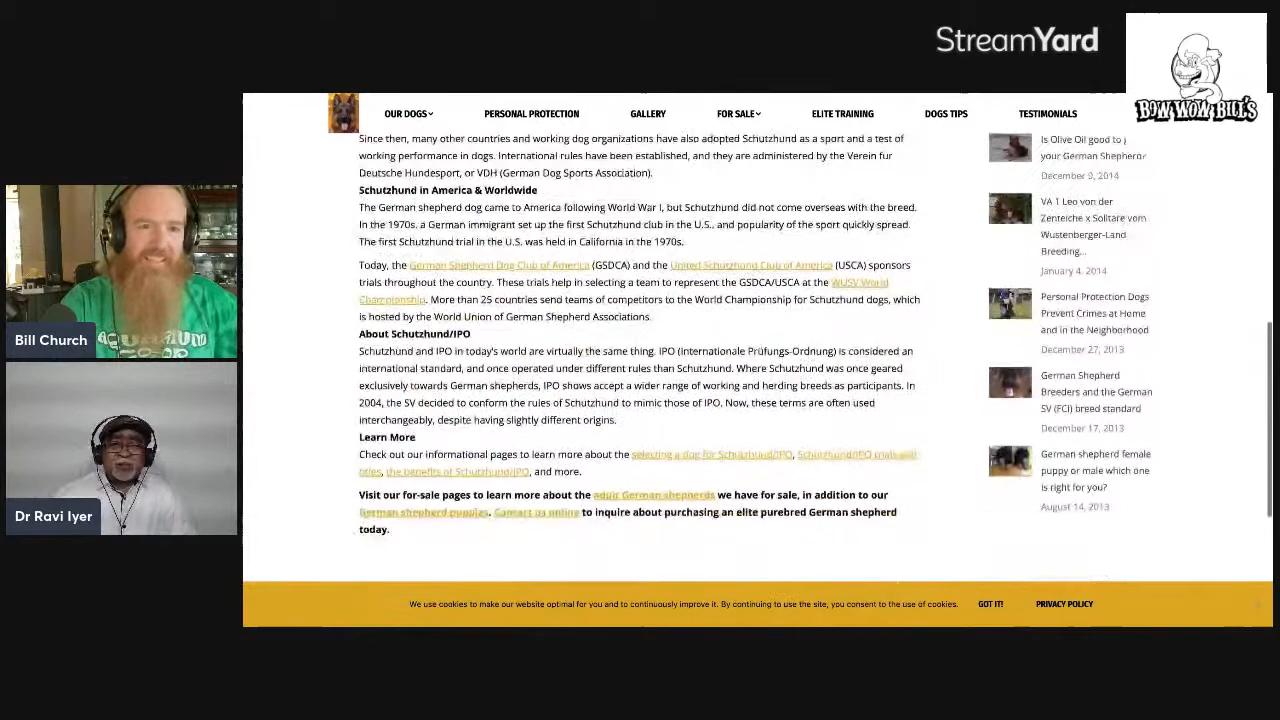 StreamYard
BOW WOW BILL'S
OUR DOGS
PERSONAL PROTECTION
GALLERY
FOR SALE
ELITE TRAINING
DOGS TIPS
TESTIMONIALS
Since then, many other countries and working dog organizations have also adopted Schutzhund as a sport and a test of
working performance in dogs. International rules have been established, and they are administered by the Verein fur
Deutsche Hundesport, or VDH (German Dog Sports Association).
Schutzhund in America & Worldwide
The German shepherd dog came to America following World War I, but Schutzhund did not come overseas with the breed.
In the 1970s, a German immigrant set up the first Schutzhund club in the U.S., and popularity of the sport quickly spread.
The first Schutzhund trial in the U.S. was held in California in the 1970s.
Today, the German Shepherd Dog Club of America (GSDCA) and the United Schutzhund Club of America (USCA) sponsors
trials throughout the country. These trials help in selecting a team to represent the GSDCA/USCA at the WUSV World
Championship. More than 25 countries send teams of competitors to the World Championship for Schutzhund dogs, which
is hosted by the World Union of German Shepherd Associations.
About Schutzhund/IPO
Schutzhund and IPO in today's world are virtually the same thing. IPO (Internationale Prüfungs-Ordnung) is considered an
international standard, and once operated under different rules than Schutzhund. Where Schutzhund was once geared
exclusively towards German shepherds, IPO shows accept a wider range of working and herding breeds as participants. In
2004, the SV decided to conform the rules of Schutzhund to mimic those of IPO. Now, these terms are often used
interchangeably, despite having slightly different origins.
Learn More
Check out our informational pages to learn more about the selecting a dog for Schutzhund/IPO, Schutzhund/IPO trials and
titles, the benefits of Schutzhund/IPO, and more.
Visit our for-sale pages to learn more about the adult German shepherds we have for sale, in addition to our
German shepherd puppies. Contact us online to inquire about purchasing an elite purebred German shepherd
today.
Is Olive Oil good to
your German Shepherd
December 9, 2014
VA 1 Leo von der
Zenteiche x Solitare vom
Wustenberger-Land
Breeding...
January 4, 2014
Personal Protection Dogs
Prevent Crimes at Home
and in the Neighborhood
December 27, 2013
German Shepherd
Breeders and the German
SV (FCI) breed standard
December 17, 2013
German shepherd female
puppy or male which one
is right for you?
August 14, 2013
We use cookies to make our website optimal for you and to continuously improve it. By continuing to use the site, you consent to the use of cookies.
GOT IT!
PRIVACY POLICY
Bill Church
Dr Ravi Iyer